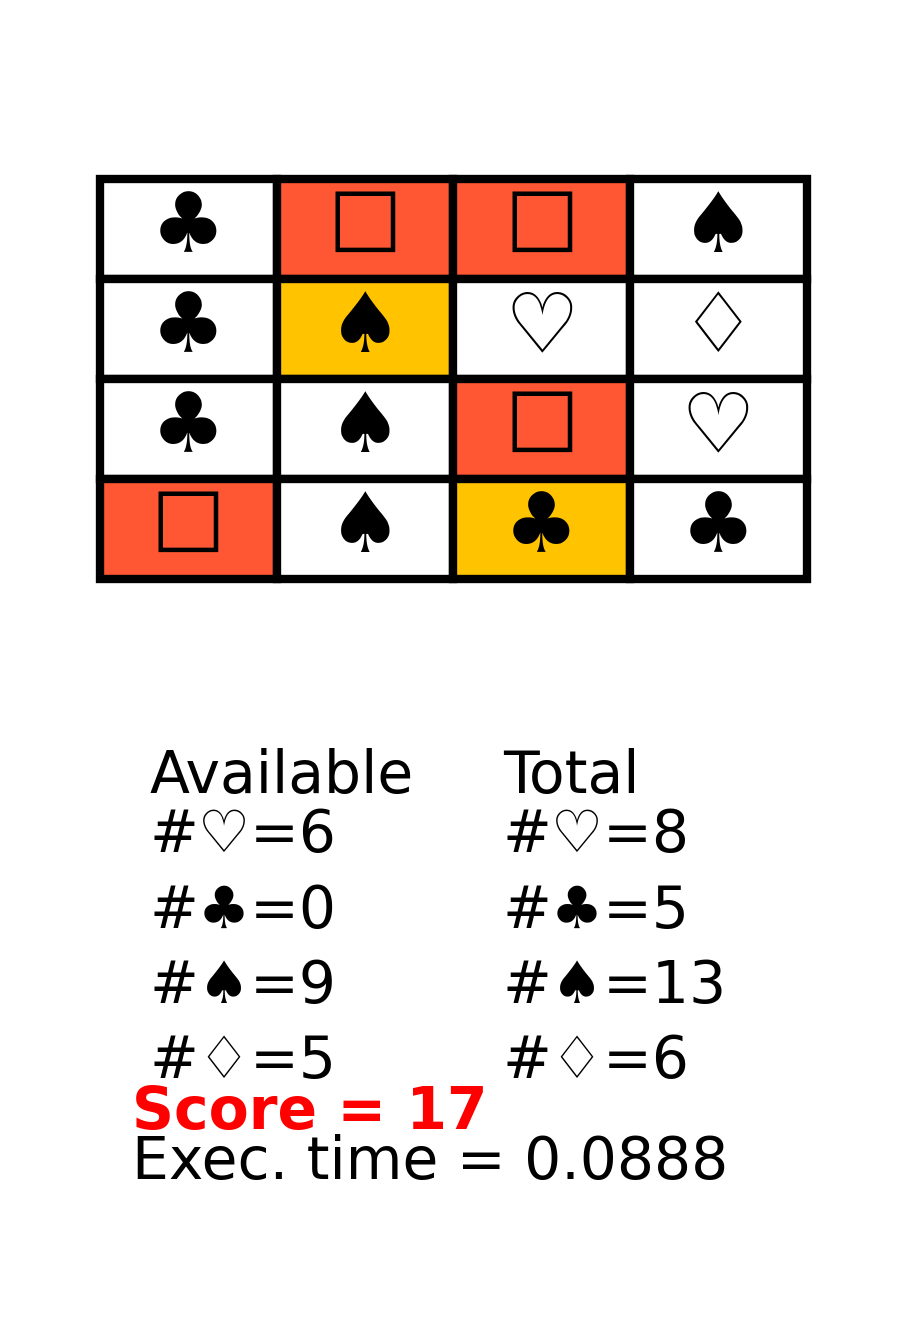 ♣ □ □ ♠
♣ ♠ ♡ ♢
♣ ♠ □ ♡
□ ♠ ♣ ♣
Available Total
#♡=6 #♡=8
#♣=0 #♣=5
#♠=9 #♠=13
#♢=5 #♢=6
Score = 17
Exec. time = 0.0888